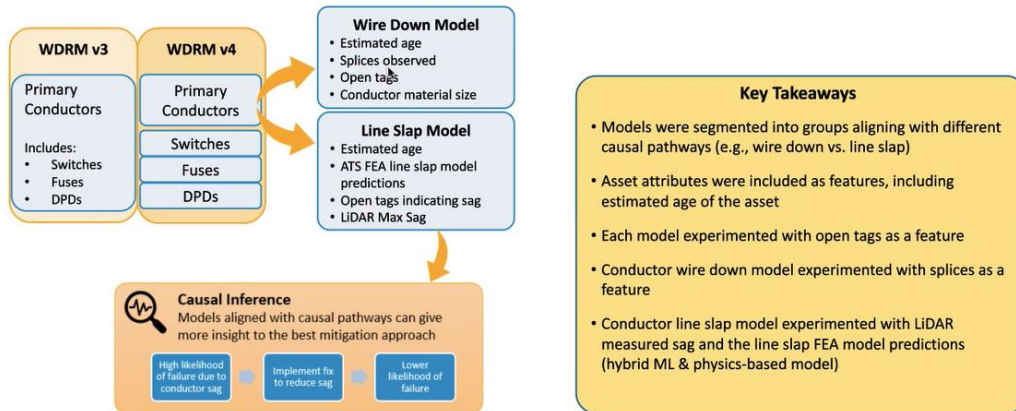 WDRM v3
Primary
Conductors
Includes:
• Switches
• Fuses
• DPDs
WDRM v4
Primary
Conductors
Switches
Fuses
DPDs
Wire Down Model
• Estimated age
• Splices observed
• Open tags
• Conductor material size
Line Slap Model
• Estimated age
• ATS FEA line slap model
predictions
• Open tags indicating sag
• LiDAR Max Sag
Causal Inference
Models aligned with causal pathways can give
more insight to the best mitigation approach
High likelihood
of failure due to
conductor sag
Implement fix
to reduce sag
Lower
likelihood of
failure
Key Takeaways
• Models were segmented into groups aligning with different
causal pathways (e.g., wire down vs. line slap)
• Asset attributes were included as features, including
estimated age of the asset
• Each model experimented with open tags as a feature
• Conductor wire down model experimented with splices as a
feature
• Conductor line slap model experimented with LiDAR
measured sag and the line slap FEA model predictions
(hybrid ML & physics-based model)